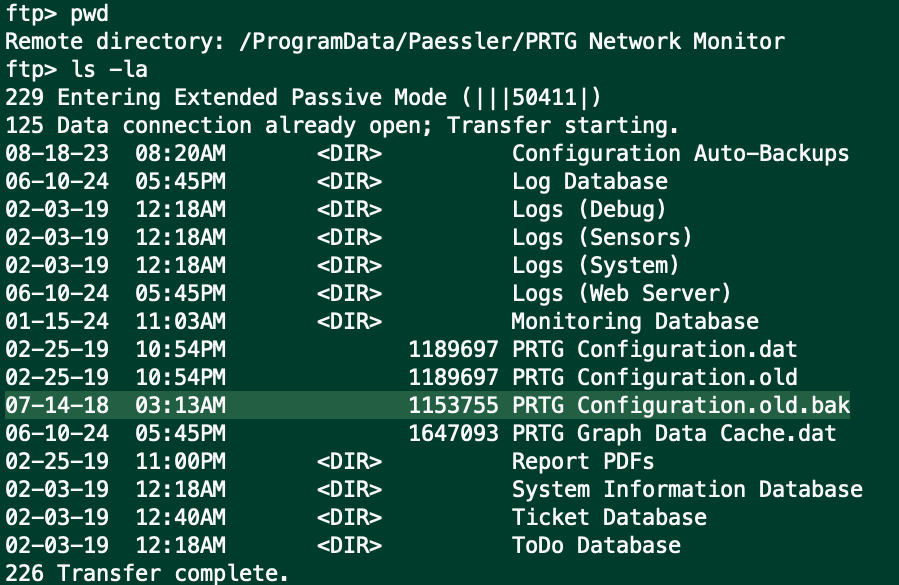 ftp> pwd
Remote directory: /ProgramData/Paessler/PRTG Network Monitor
ftp> ls -la
229 Entering Extended Passive Mode (|||50411|)
125 Data connection already open; Transfer starting.
08-18-23  08:20AM       <DIR>          Configuration Auto-Backups
06-10-24  05:45PM       <DIR>          Log Database
02-03-19  12:18AM       <DIR>          Logs (Debug)
02-03-19  12:18AM       <DIR>          Logs (Sensors)
02-03-19  12:18AM       <DIR>          Logs (System)
06-10-24  05:45PM       <DIR>          Logs (Web Server)
01-15-24  11:03AM       <DIR>          Monitoring Database
02-25-19  10:54PM              1189697 PRTG Configuration.dat
02-25-19  10:54PM              1189697 PRTG Configuration.old
07-14-18  03:13AM              1153755 PRTG Configuration.old.bak
06-10-24  05:45PM              1647093 PRTG Graph Data Cache.dat
02-25-19  11:00PM       <DIR>          Report PDFs
02-03-19  12:18AM       <DIR>          System Information Database
02-03-19  12:40AM       <DIR>          Ticket Database
02-03-19  12:18AM       <DIR>          ToDo Database
226 Transfer complete.